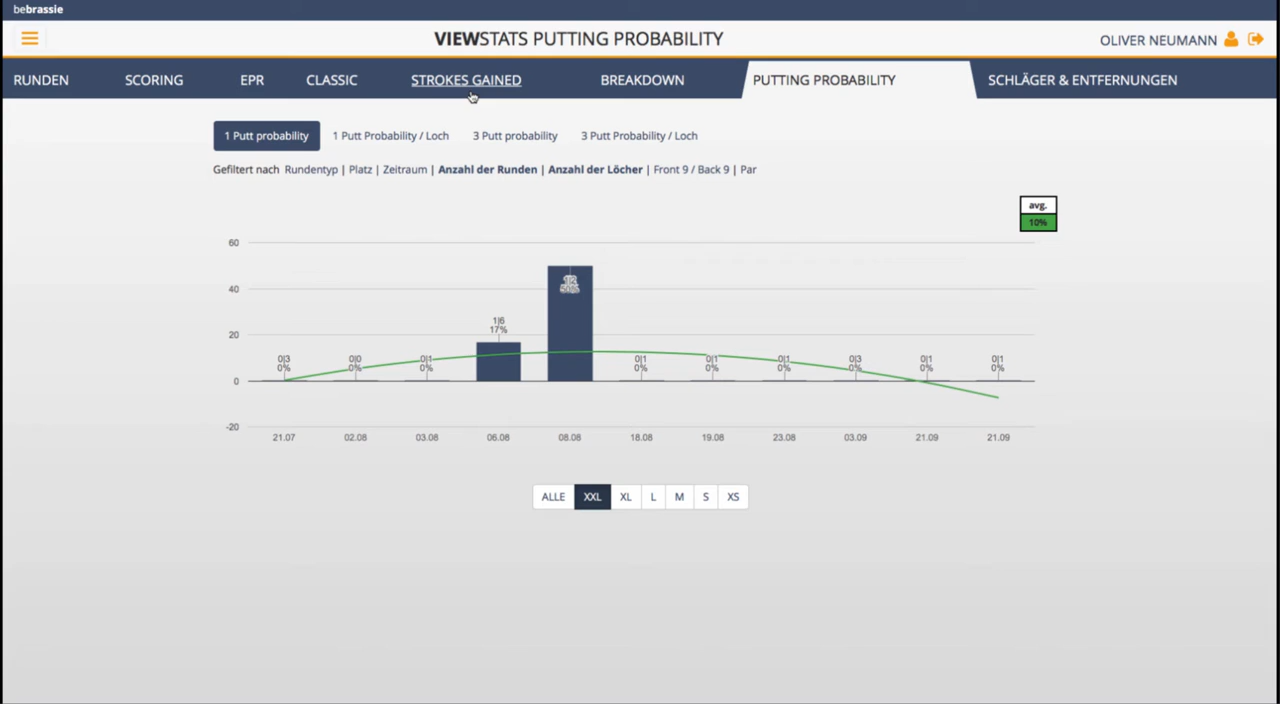 bebrassie
VIEWSTATS PUTTING PROBABILITY
OLIVER NEUMANN
RUNDEN SCORING EPR CLASSIC STROKES GAINED BREAKDOWN PUTTING PROBABILITY SCHLÄGER & ENTFERNUNGEN
1 Putt probability 1 Putt Probability / Loch 3 Putt probability 3 Putt Probability / Loch
Gefiltert nach Rundentyp | Platz | Zeitraum | Anzahl der Runden | Anzahl der Löcher | Front 9 / Back 9 | Par
avg.
10%
60
40
20
0
-20
0|3 0|0 0|1 1|6 1|2 0|1 0|1 0|1 0|3 0|1 0|1
0% 0% 0% 17% 50% 0% 0% 0% 0% 0% 0%
21.07 02.08 03.08 06.08 08.08 18.08 19.08 23.08 03.09 21.09 21.09
ALLE XXL XL L M S XS